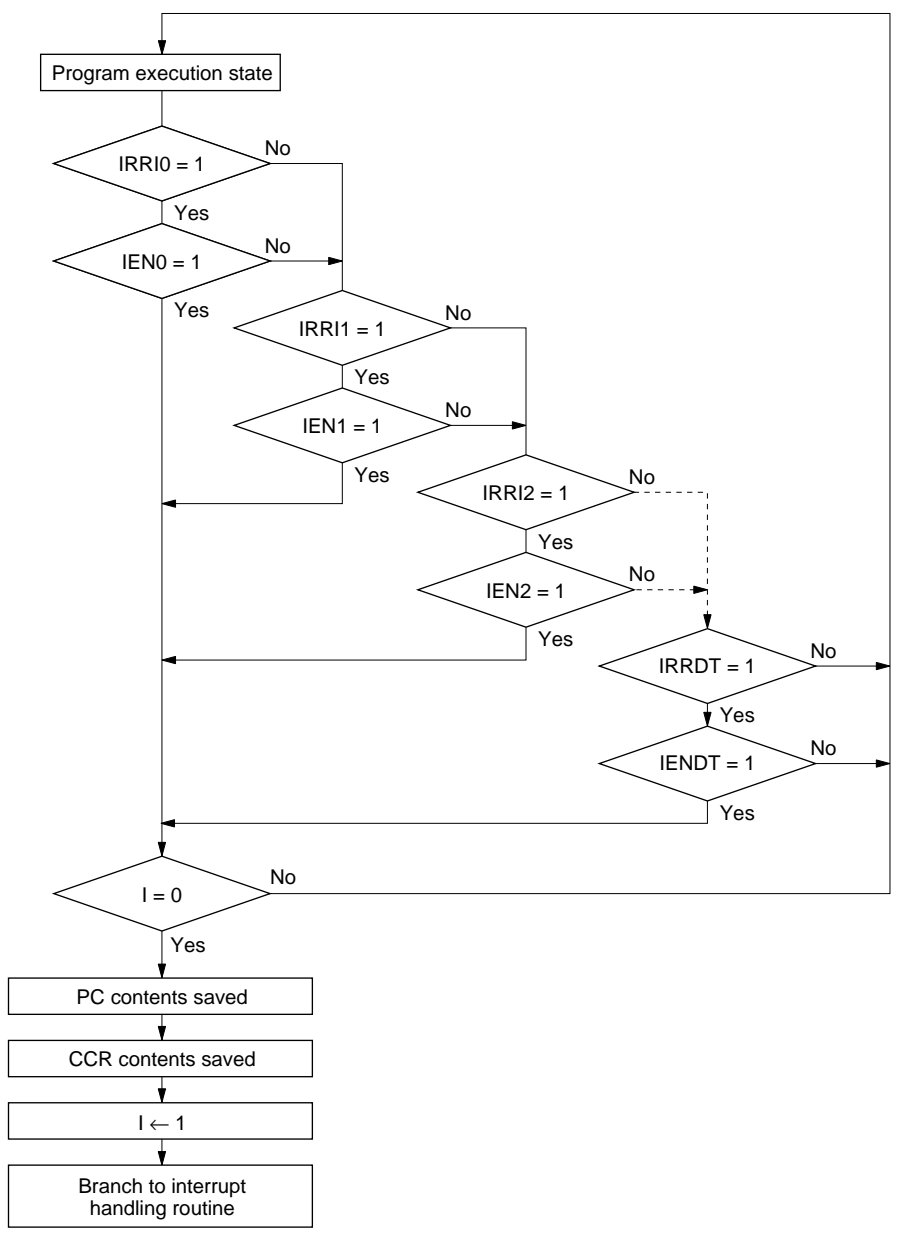 Program execution state
IRRI0 = 1
No
Yes
IEN0 = 1
No
Yes
IRRI1 = 1
No
Yes
IEN1 = 1
No
Yes
IRRI2 = 1
No
Yes
IEN2 = 1
No
Yes
IRRDT = 1
No
Yes
IENDT = 1
No
Yes
I = 0
No
Yes
PC contents saved
CCR contents saved
I ← 1
Branch to interrupt
handling routine